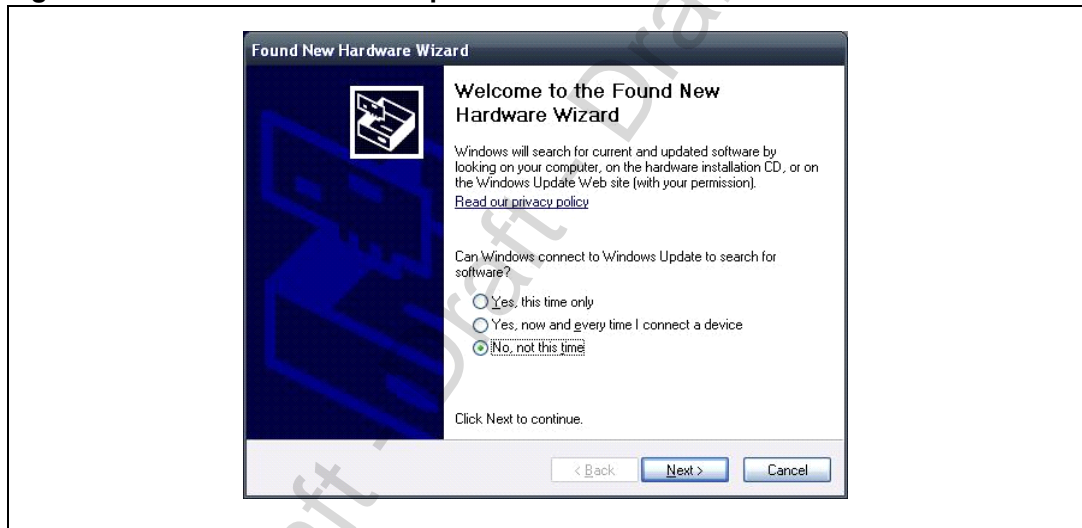 Found New Hardware Wizard
Welcome to the Found New
Hardware Wizard
Windows will search for current and updated software by
looking on your computer, on the hardware installation CD, or on
the Windows Update Web site (with your permission).
Read our privacy policy
Can Windows connect to Windows Update to search for
software?
Yes, this time only
Yes, now and every time I connect a device
No, not this time
Click Next to continue.
< Back Next > Cancel
Draft - Draft